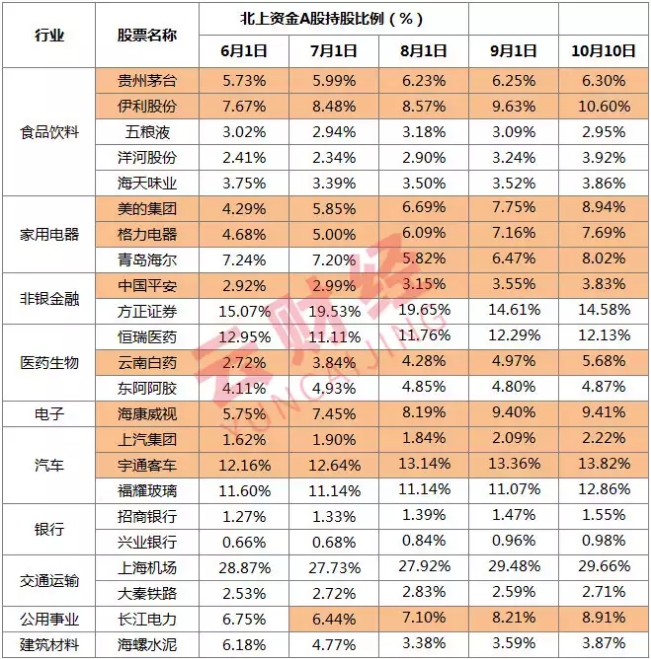 行业 股票名称 北上资金A股持股比例（%）
6月1日 7月1日 8月1日 9月1日 10月10日
食品饮料 贵州茅台 5.73% 5.99% 6.23% 6.25% 6.30%
伊利股份 7.67% 8.48% 8.57% 9.63% 10.60%
五粮液 3.02% 2.94% 3.18% 3.09% 2.95%
洋河股份 2.41% 2.34% 2.90% 3.24% 3.92%
海天味业 3.75% 3.39% 3.50% 3.52% 3.86%
家用电器 美的集团 4.29% 5.85% 6.69% 7.75% 8.94%
格力电器 4.68% 5.00% 6.09% 7.16% 7.69%
青岛海尔 7.24% 7.20% 5.82% 6.47% 8.02%
非银金融 中国平安 2.92% 2.99% 3.15% 3.55% 3.83%
方正证券 15.07% 19.53% 19.65% 14.61% 14.58%
医药生物 恒瑞医药 12.95% 11.11% 11.76% 12.29% 12.13%
云南白药 2.72% 3.84% 4.28% 4.97% 5.68%
东阿阿胶 4.11% 4.93% 4.85% 4.80% 4.87%
电子 海康威视 5.75% 7.45% 8.19% 9.40% 9.41%
汽车 上汽集团 1.62% 1.90% 1.84% 2.09% 2.22%
宇通客车 12.16% 12.64% 13.14% 13.36% 13.82%
福耀玻璃 11.60% 11.14% 11.14% 11.07% 12.86%
银行 招商银行 1.27% 1.33% 1.39% 1.47% 1.55%
兴业银行 0.66% 0.68% 0.84% 0.96% 0.98%
交通运输 上海机场 28.87% 27.73% 27.92% 29.48% 29.66%
大秦铁路 2.53% 2.72% 2.83% 2.59% 2.71%
公用事业 长江电力 6.75% 6.44% 7.10% 8.21% 8.91%
建筑材料 海螺水泥 6.18% 4.77% 3.38% 3.59% 3.87%
云财经
YUNCAIJING